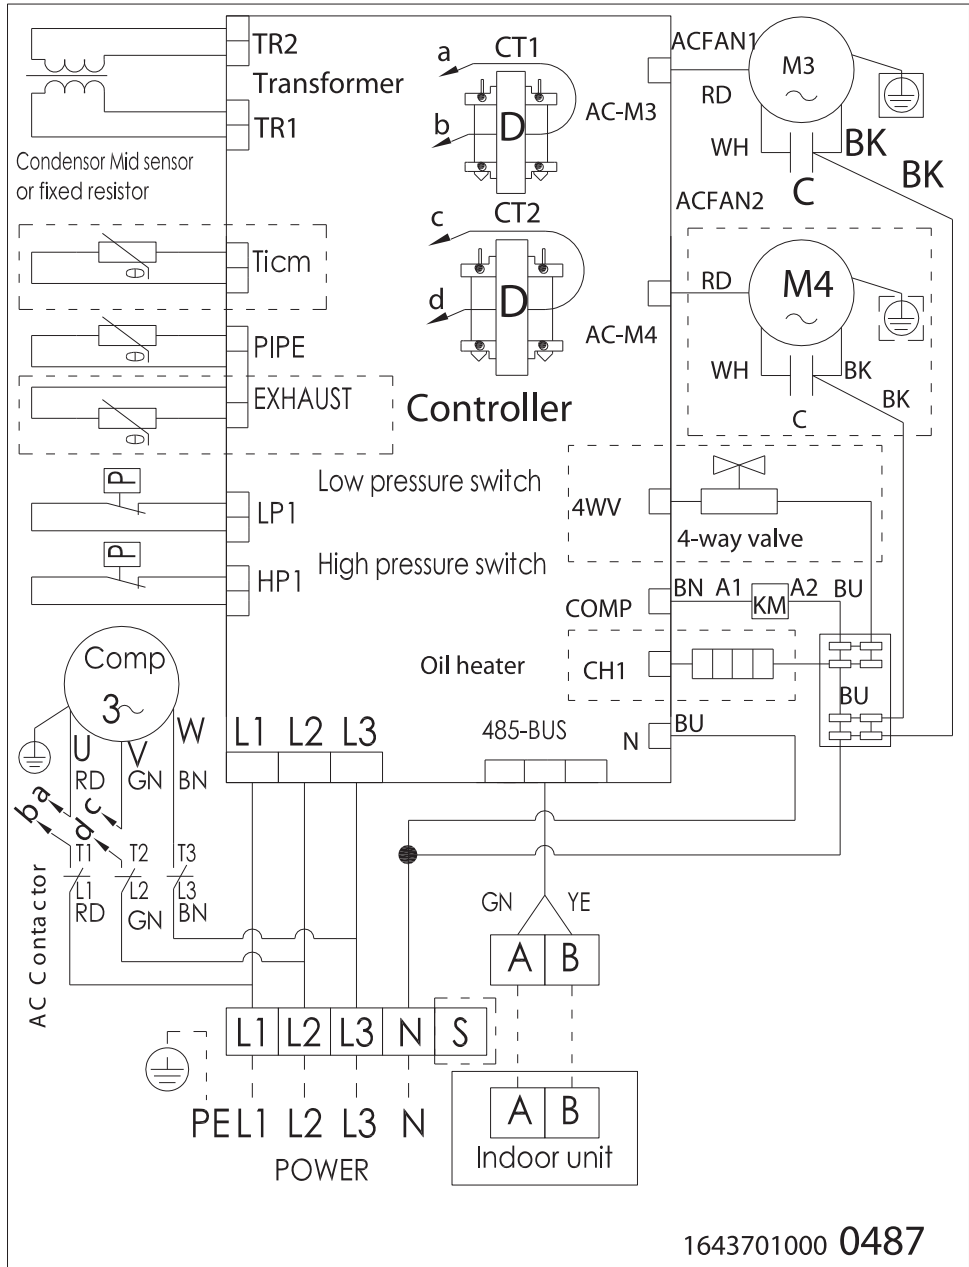 TR2
Transformer
TR1
Condensor Mid sensor
or fixed resistor
Ticm
PIPE
EXHAUST
P
LP1
P
HP1
Low pressure switch
High pressure switch
a
CT1
b
D
c
CT2
d
D
Controller
ACFAN1
M3
RD
AC-M3
WH
BK
BK
C
ACFAN2
RD
M4
AC-M4
WH
BK
BK
C
4WV
4-way valve
BN A1 KM A2 BU
COMP
Oil heater
CH1
BU
BU
N
485-BUS
Comp
3
U V W
RD GN BN
b a c d
T1 T2 T3
L1 L2 L3
RD GN BN
AC Contactor
L1 L2 L3
GN YE
A B
L1 L2 L3 N S
PE L1 L2 L3 N
POWER
A B
Indoor unit
1643701000 0487